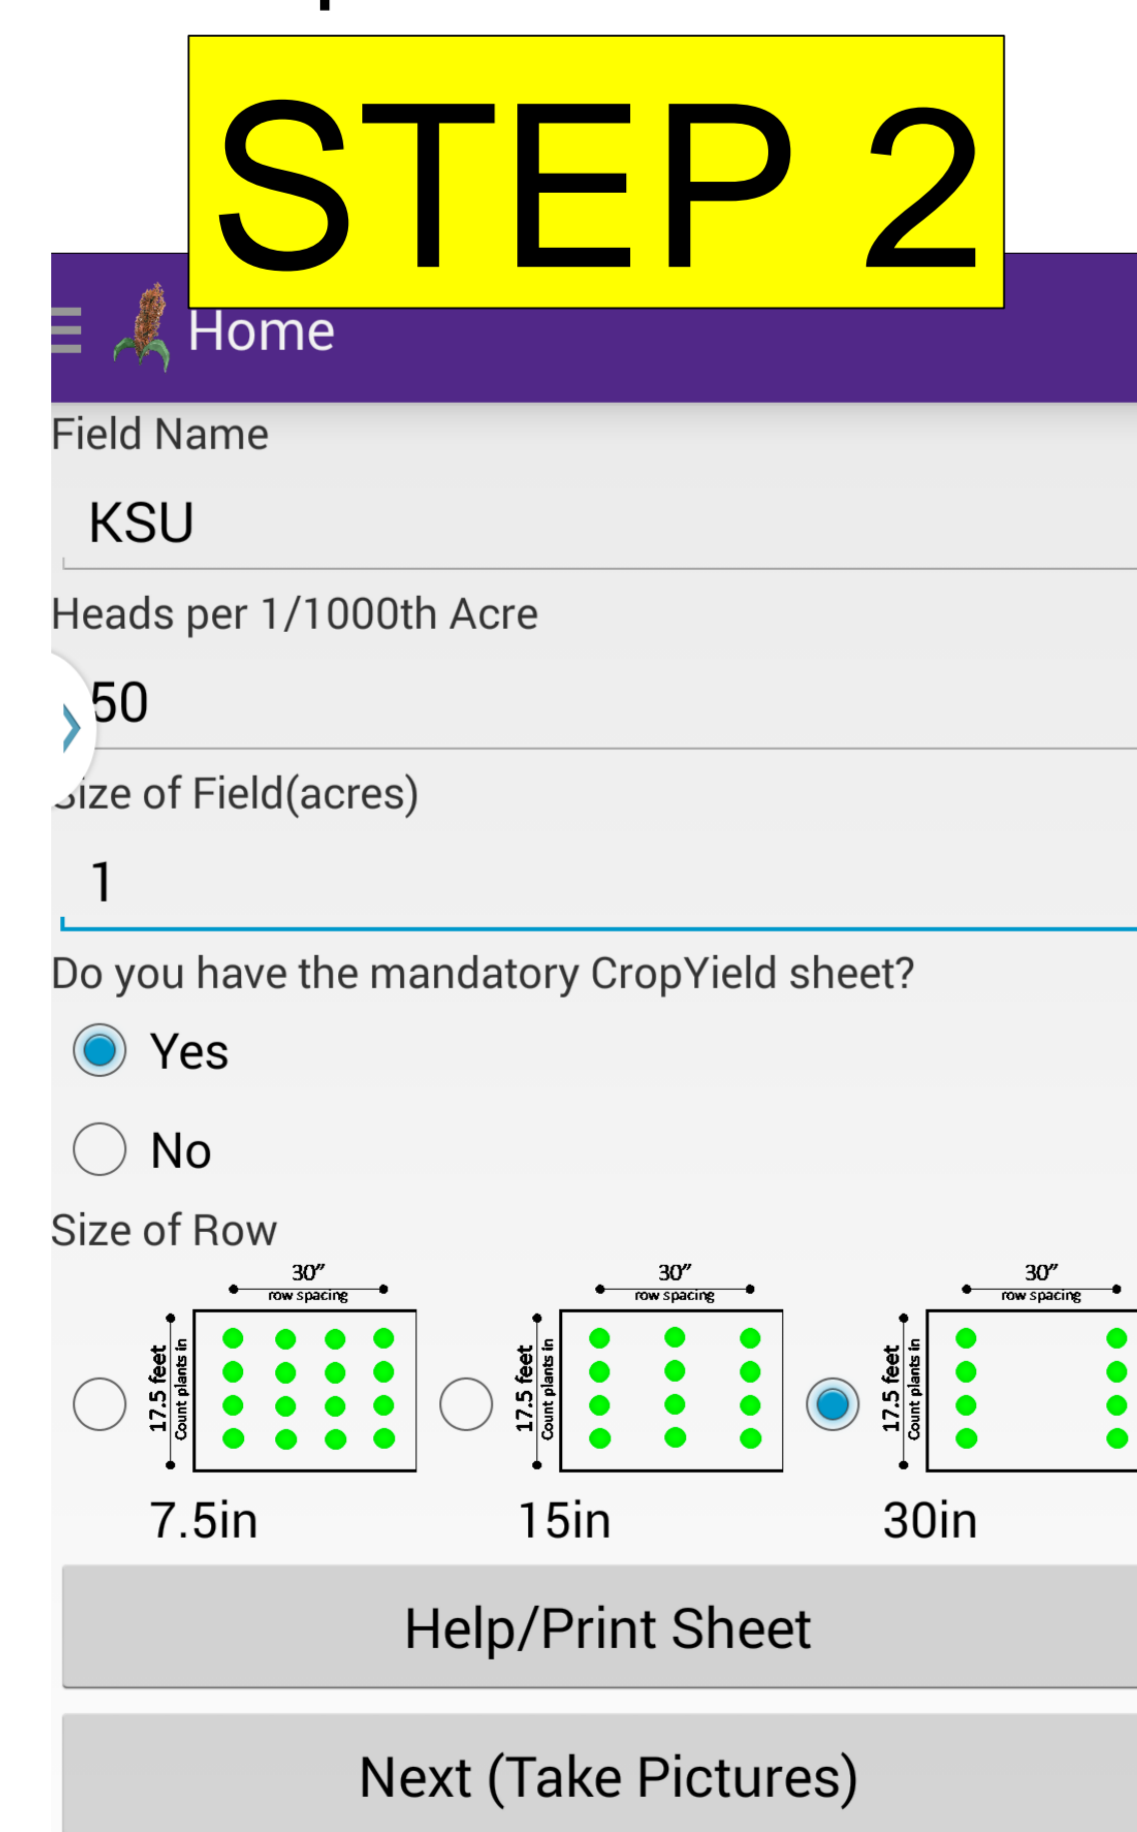 STEP 2
Home
Field Name
KSU
Heads per 1/1000th Acre
50
Size of Field(acres)
1
Do you have the mandatory CropYield sheet?
Yes
No
Size of Row
30″
row spacing
17.5 feet
Count plants in
7.5in
30″
row spacing
17.5 feet
Count plants in
15in
30″
row spacing
17.5 feet
Count plants in
30in
Help/Print Sheet
Next (Take Pictures)